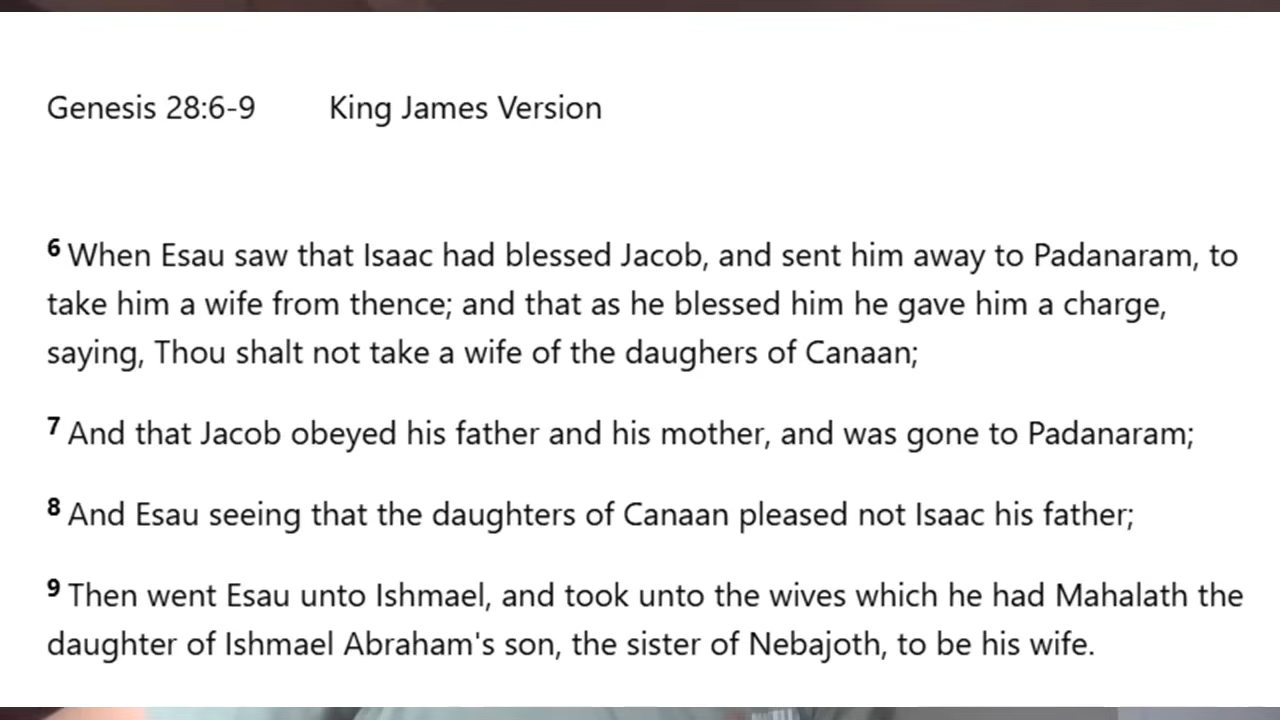 Genesis 28:6-9 King James Version
6 When Esau saw that Isaac had blessed Jacob, and sent him away to Padanaram, to
take him a wife from thence; and that as he blessed him he gave him a charge,
saying, Thou shalt not take a wife of the daughers of Canaan;
7 And that Jacob obeyed his father and his mother, and was gone to Padanaram;
8 And Esau seeing that the daughters of Canaan pleased not Isaac his father;
9 Then went Esau unto Ishmael, and took unto the wives which he had Mahalath the
daughter of Ishmael Abraham's son, the sister of Nebajoth, to be his wife.